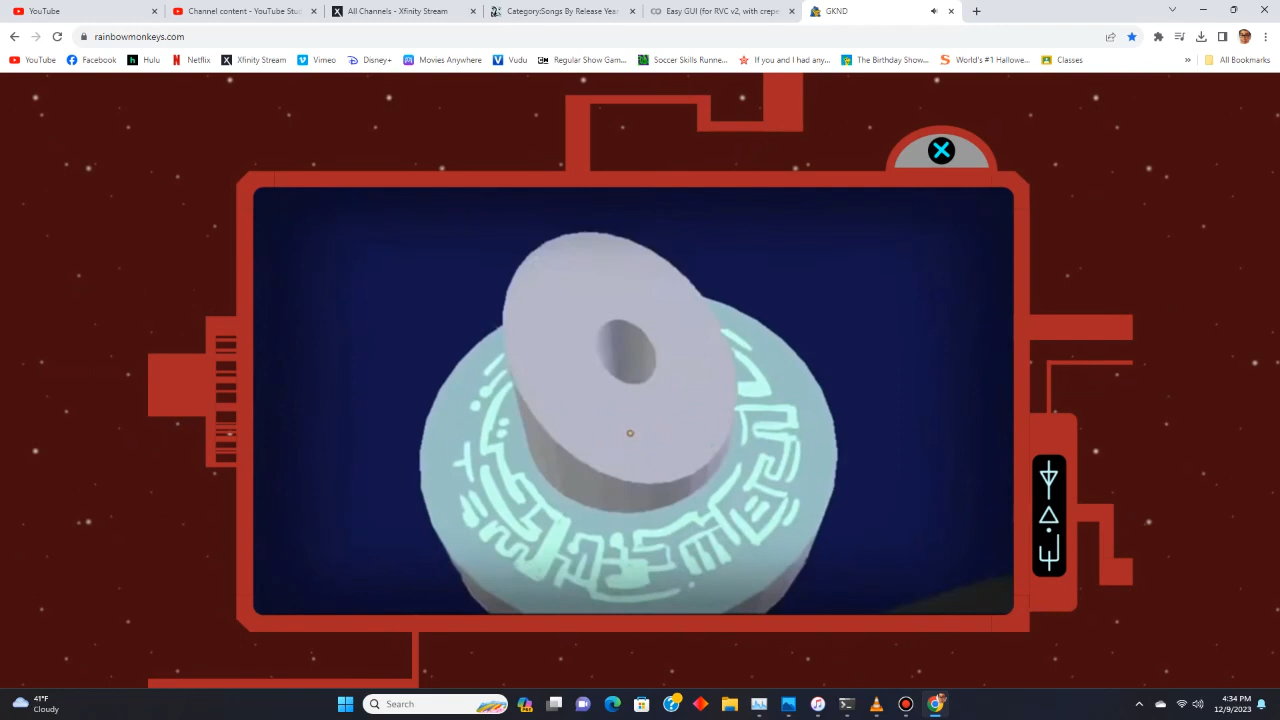 YouTube
Channel content - YouTube Stu
All Channels - Xfinity Stream
Category:Songs By Release Year
Easy GUI (for RVC v2, with crepe
GKND
rainbowmonkeys.com
YouTube Facebook Hulu Netflix Xfinity Stream Vimeo Disney+ Movies Anywhere Vudu Regular Show Gam... Soccer Skills Runne... If you and I had any... The Birthday Show... World's #1 Hallowe... Classes » All Bookmarks
41°F
Cloudy
Search
4:34 PM
12/9/2023